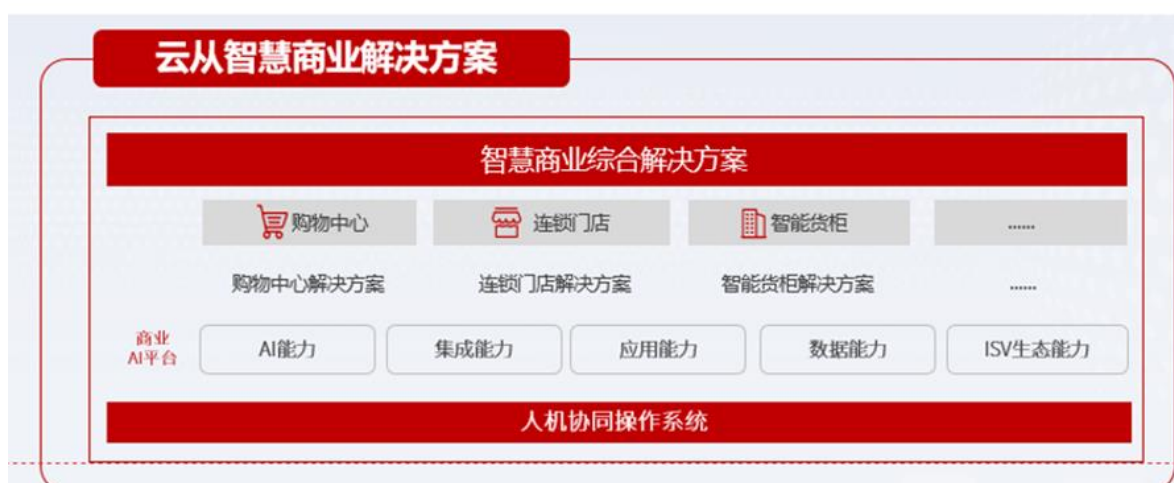 云从智慧商业解决方案
智慧商业综合解决方案
购物中心 连锁门店 智能货柜 ......
购物中心解决方案 连锁门店解决方案 智能货柜解决方案 ......
商业
AI平台
AI能力 集成能力 应用能力 数据能力 ISV生态能力
人机协同操作系统